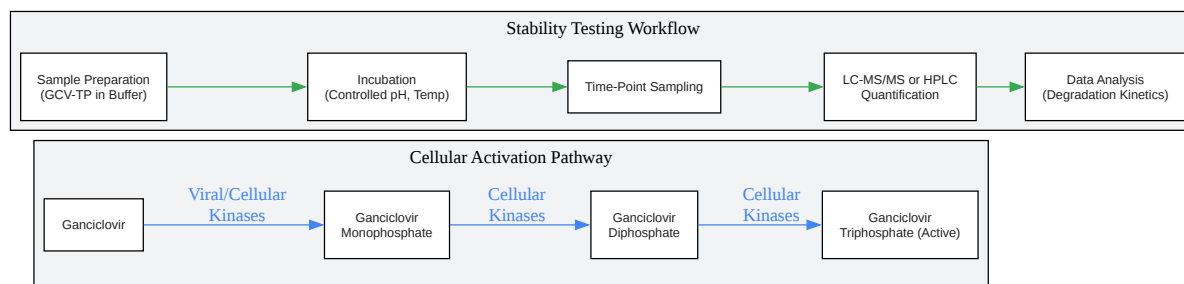 Stability Testing Workflow
Sample Preparation
(GCV-TP in Buffer)
Incubation
(Controlled pH, Temp)
Time-Point Sampling
LC-MS/MS or HPLC
Quantification
Data Analysis
(Degradation Kinetics)
Cellular Activation Pathway
Ganciclovir
Viral/Cellular
Kinases
Ganciclovir
Monophosphate
Cellular
Kinases
Ganciclovir
Diphosphate
Cellular
Kinases
Ganciclovir
Triphosphate (Active)